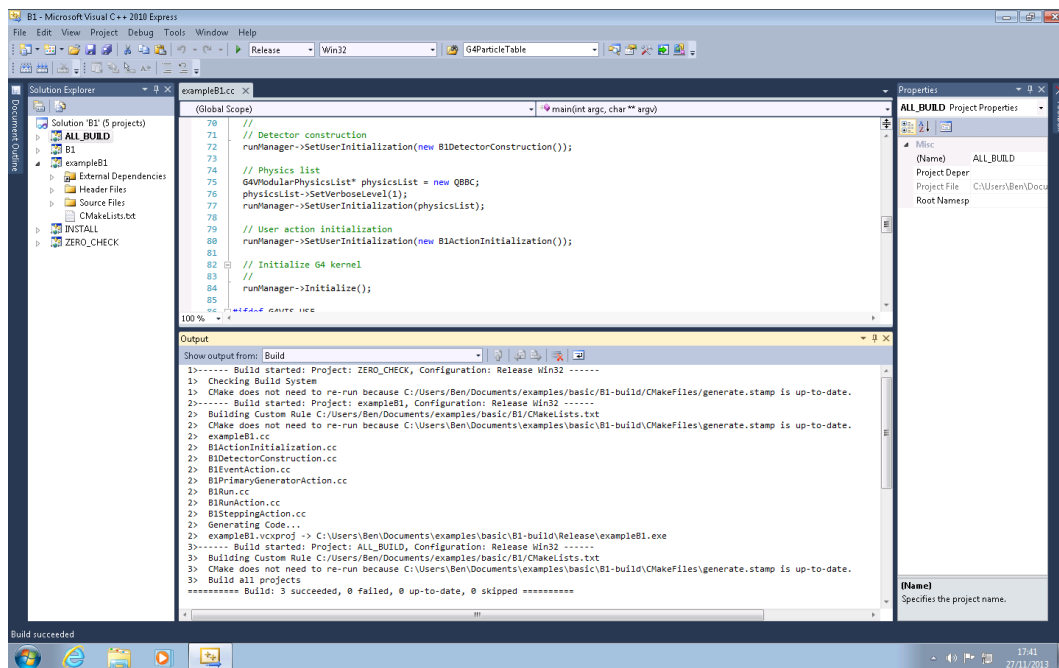 B1 - Microsoft Visual C++ 2010 Express
File Edit View Project Debug Tools Window Help
Release Win32 G4ParticleTable
Document Outline
Solution Explorer
Solution 'B1' (5 projects)
ALL_BUILD
B1
exampleB1
External Dependencies
Header Files
Source Files
CMakeLists.txt
INSTALL
ZERO_CHECK
exampleB1.cc
(Global Scope) main(int argc, char ** argv)
70 //
71 // Detector construction
72 runManager->SetUserInitialization(new B1DetectorConstruction());
73
74 // Physics list
75 G4VModularPhysicsList* physicsList = new QBBC;
76 physicsList->SetVerboseLevel(1);
77 runManager->SetUserInitialization(physicsList);
78
79 // User action initialization
80 runManager->SetUserInitialization(new B1ActionInitialization());
81
82 // Initialize G4 kernel
83 //
84 runManager->Initialize();
85
86 #ifdef G4VIS_USE
100 %
Output
Show output from: Build
1>------ Build started: Project: ZERO_CHECK, Configuration: Release Win32 ------
1> Checking Build System
1> CMake does not need to re-run because C:/Users/Ben/Documents/examples/basic/B1-build/CMakeFiles/generate.stamp is up-to-date.
2>------ Build started: Project: exampleB1, Configuration: Release Win32 ------
2> Building Custom Rule C:/Users/Ben/Documents/examples/basic/B1/CMakeLists.txt
2> CMake does not need to re-run because C:\Users\Ben\Documents\examples\basic\B1-build\CMakeFiles\generate.stamp is up-to-date.
2> exampleB1.cc
2> B1ActionInitialization.cc
2> B1DetectorConstruction.cc
2> B1EventAction.cc
2> B1PrimaryGeneratorAction.cc
2> B1Run.cc
2> B1RunAction.cc
2> B1SteppingAction.cc
2> Generating Code...
2> exampleB1.vcxproj -> C:\Users\Ben\Documents\examples\basic\B1-build\Release\exampleB1.exe
3>------ Build started: Project: ALL_BUILD, Configuration: Release Win32 ------
3> Building Custom Rule C:/Users/Ben/Documents/examples/basic/B1/CMakeLists.txt
3> CMake does not need to re-run because C:\Users\Ben\Documents\examples\basic\B1-build\CMakeFiles\generate.stamp is up-to-date.
3> Build all projects
========== Build: 3 succeeded, 0 failed, 0 up-to-date, 0 skipped ==========
Properties
ALL_BUILD Project Properties
Misc
(Name) ALL_BUILD
Project Deper
Project File C:\Users\Ben\Docu
Root Namesp
(Name)
Specifies the project name.
Build succeeded
17:41
27/11/2013